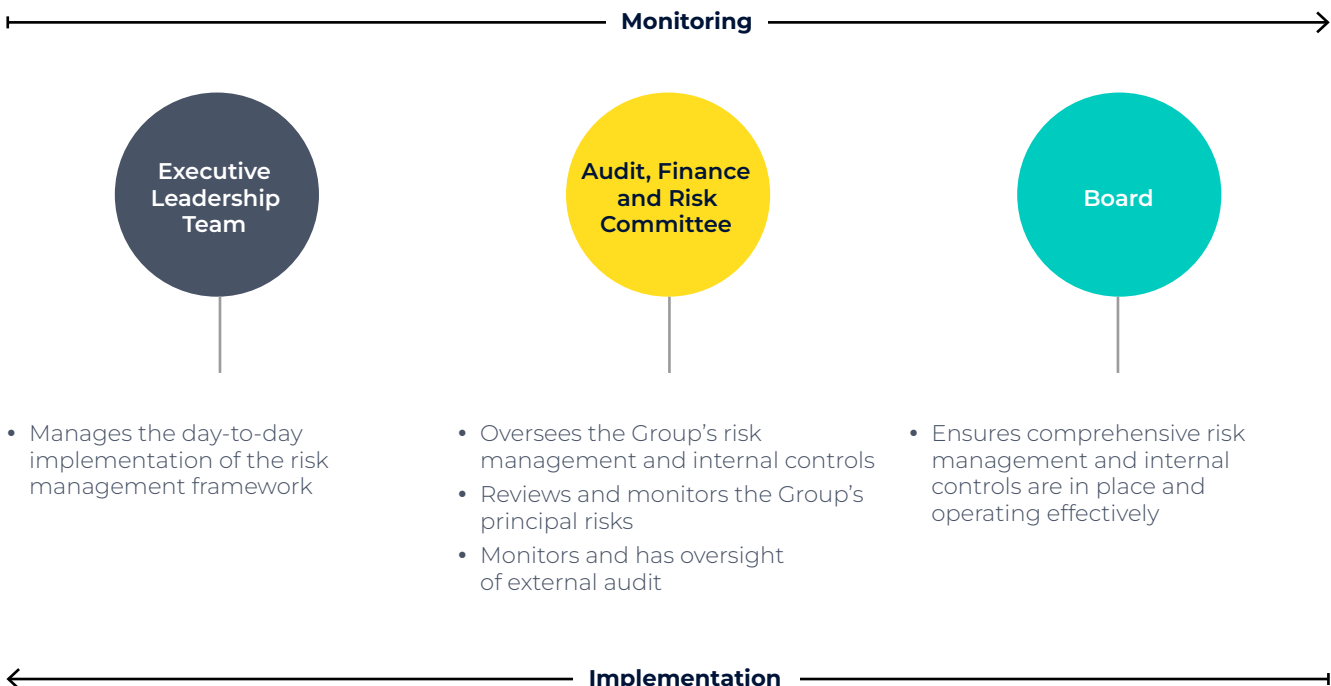 Monitoring
Executive
Leadership
Team
Audit, Finance
and Risk
Committee
Board
• Manages the day-to-day
implementation of the risk
management framework
• Oversees the Group’s risk
management and internal controls
• Reviews and monitors the Group’s
principal risks
• Monitors and has oversight
of external audit
• Ensures comprehensive risk
management and internal
controls are in place and
operating effectively
Implementation